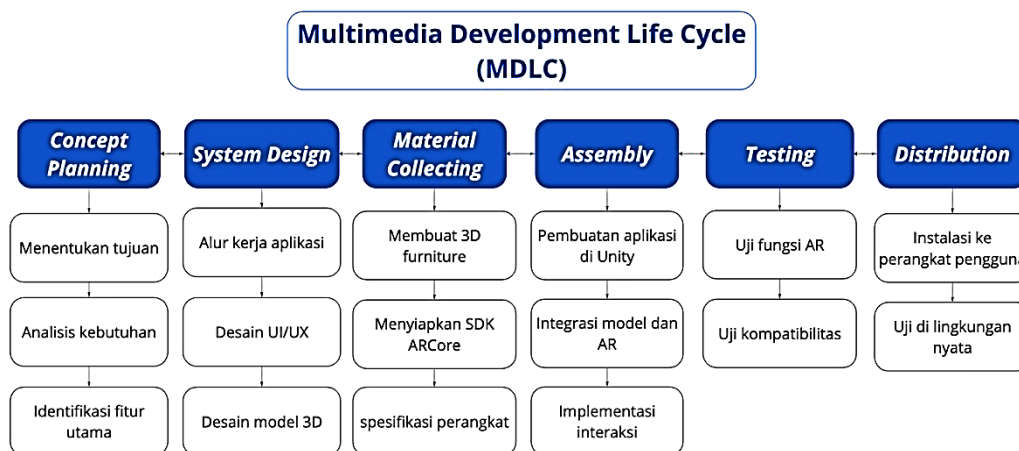 Multimedia Development Life Cycle
(MDLC)
Concept
Planning
System Design
Material
Collecting
Assembly
Testing
Distribution
Menentukan tujuan
Alur kerja aplikasi
Membuat 3D
furniture
Pembuatan aplikasi
di Unity
Uji fungsi AR
Instalasi ke
perangkat pengguna
Analisis kebutuhan
Desain UI/UX
Menyiapkan SDK
ARCore
Integrasi model dan
AR
Uji kompatibilitas
Uji di lingkungan
nyata
Identifikasi fitur
utama
Desain model 3D
spesifikasi perangkat
Implementasi
interaksi